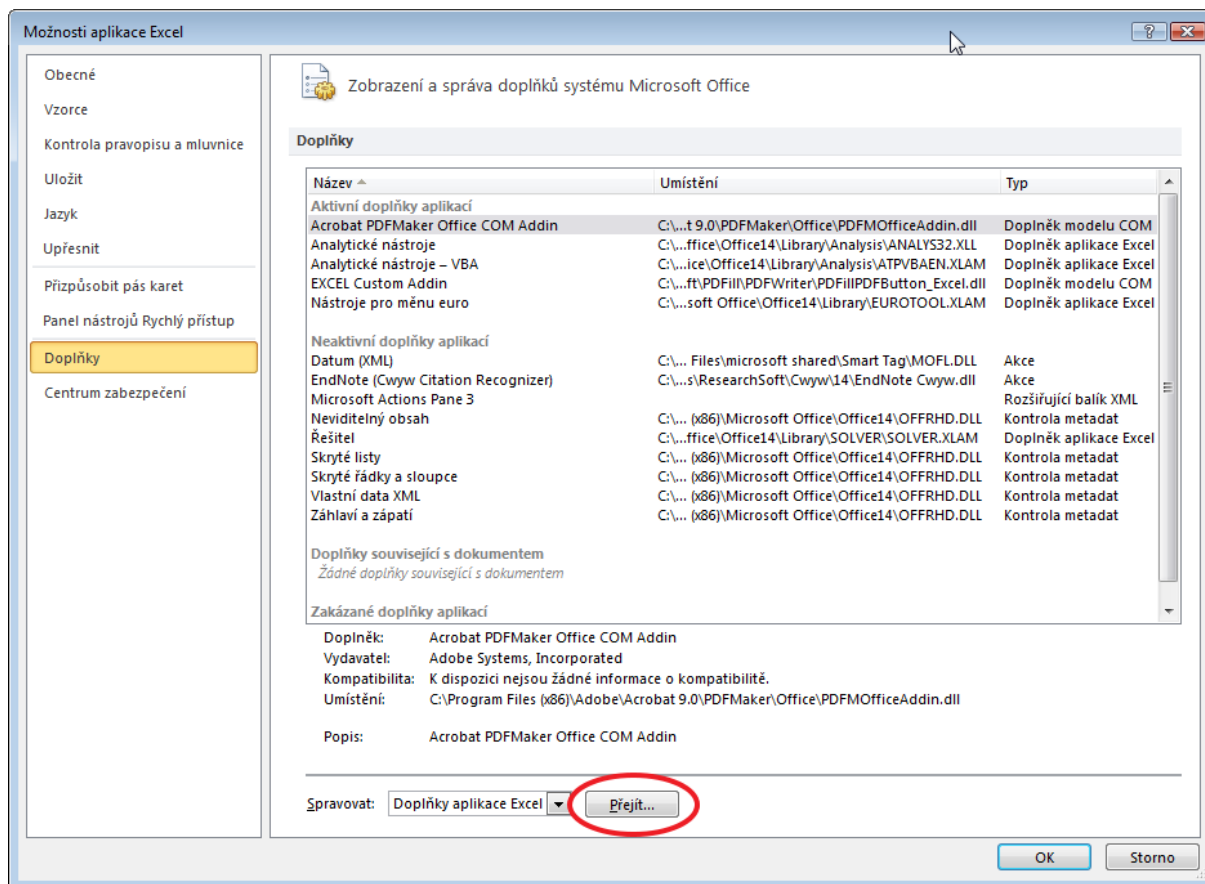 Možnosti aplikace Excel
Obecné
Vzorce
Kontrola pravopisu a mluvnice
Uložit
Jazyk
Upřesnit
Přizpůsobit pás karet
Panel nástrojů Rychlý přístup
Doplňky
Centrum zabezpečení
Zobrazení a správa doplňků systému Microsoft Office
Doplňky
Název Umístění Typ
Aktivní doplňky aplikací
Acrobat PDFMaker Office COM Addin C:\...t 9.0\PDFMaker\Office\PDFMOfficeAddin.dll Doplněk modelu COM
Analytické nástroje C:\...ffice\Office14\Library\Analysis\ANALYS32.XLL Doplněk aplikace Excel
Analytické nástroje – VBA C:\...ice\Office14\Library\Analysis\ATPVBAEN.XLAM Doplněk aplikace Excel
EXCEL Custom Addin C:\...ft\PDFill\PDFWriter\PDFillPDFButton_Excel.dll Doplněk modelu COM
Nástroje pro měnu euro C:\...soft Office\Office14\Library\EUROTOOL.XLAM Doplněk aplikace Excel
Neaktivní doplňky aplikací
Datum (XML) C:\... Files\microsoft shared\Smart Tag\MOFL.DLL Akce
EndNote (Cwyw Citation Recognizer) C:\...s\ResearchSoft\Cwyw\14\EndNote Cwyw.dll Akce
Microsoft Actions Pane 3 Rozšiřující balík XML
Neviditelný obsah C:\... (x86)\Microsoft Office\Office14\OFFRHD.DLL Kontrola metadat
Řešitel C:\...ffice\Office14\Library\SOLVER\SOLVER.XLAM Doplněk aplikace Excel
Skryté listy C:\... (x86)\Microsoft Office\Office14\OFFRHD.DLL Kontrola metadat
Skryté řádky a sloupce C:\... (x86)\Microsoft Office\Office14\OFFRHD.DLL Kontrola metadat
Vlastní data XML C:\... (x86)\Microsoft Office\Office14\OFFRHD.DLL Kontrola metadat
Záhlaví a zápatí C:\... (x86)\Microsoft Office\Office14\OFFRHD.DLL Kontrola metadat
Doplňky související s dokumentem
Žádné doplňky související s dokumentem
Zakázané doplňky aplikací
Doplněk: Acrobat PDFMaker Office COM Addin
Vydavatel: Adobe Systems, Incorporated
Kompatibilita: K dispozici nejsou žádné informace o kompatibilitě.
Umístění: C:\Program Files (x86)\Adobe\Acrobat 9.0\PDFMaker\Office\PDFMOfficeAddin.dll
Popis: Acrobat PDFMaker Office COM Addin
Spravovat: Doplňky aplikace Excel Přejít...
OK Storno